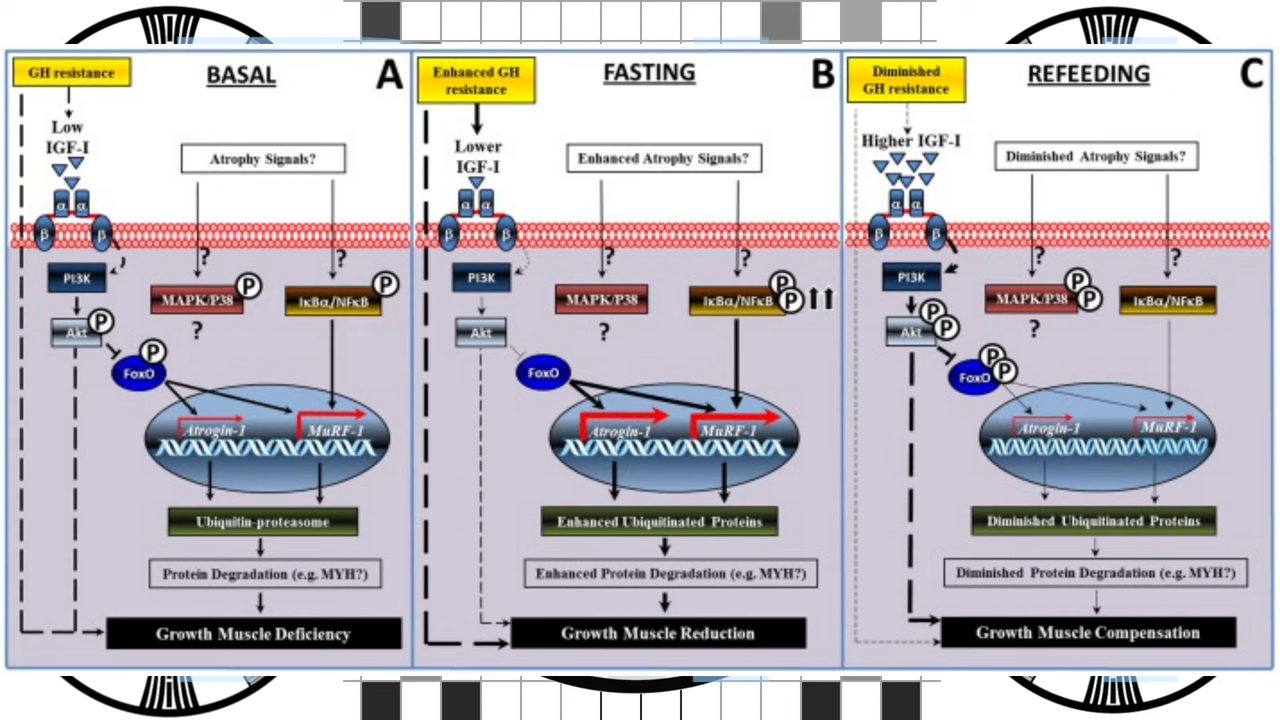 GH resistance
BASAL
A
Low
IGF-I
Atrophy Signals?
α α
β β
? ?
PI3K
MAPK/P38
P
IκBα/NFκB
P
?
Akt
P
FoxO
P
Atrogin-1
MuRF-1
Ubiquitin-proteasome
Protein Degradation (e.g. MYH?)
Growth Muscle Deficiency
Enhanced GH
resistance
FASTING
B
Lower
IGF-I
Enhanced Atrophy Signals?
α α
β β
? ?
PI3K
MAPK/P38
IκBα/NFκB
P
P
?
Akt
FoxO
Atrogin-1
MuRF-1
Enhanced Ubiquitinated Proteins
Enhanced Protein Degradation (e.g. MYH?)
Growth Muscle Reduction
Diminished
GH resistance
REFEEDING
C
Higher IGF-I
Diminished Atrophy Signals?
α α
β β
? ?
PI3K
MAPK/P38
P
P
IκBα/NFκB
?
Akt
P
P
FoxO
P
P
Atrogin-1
MuRF-1
Diminished Ubiquitinated Proteins
Diminished Protein Degradation (e.g. MYH?)
Growth Muscle Compensation